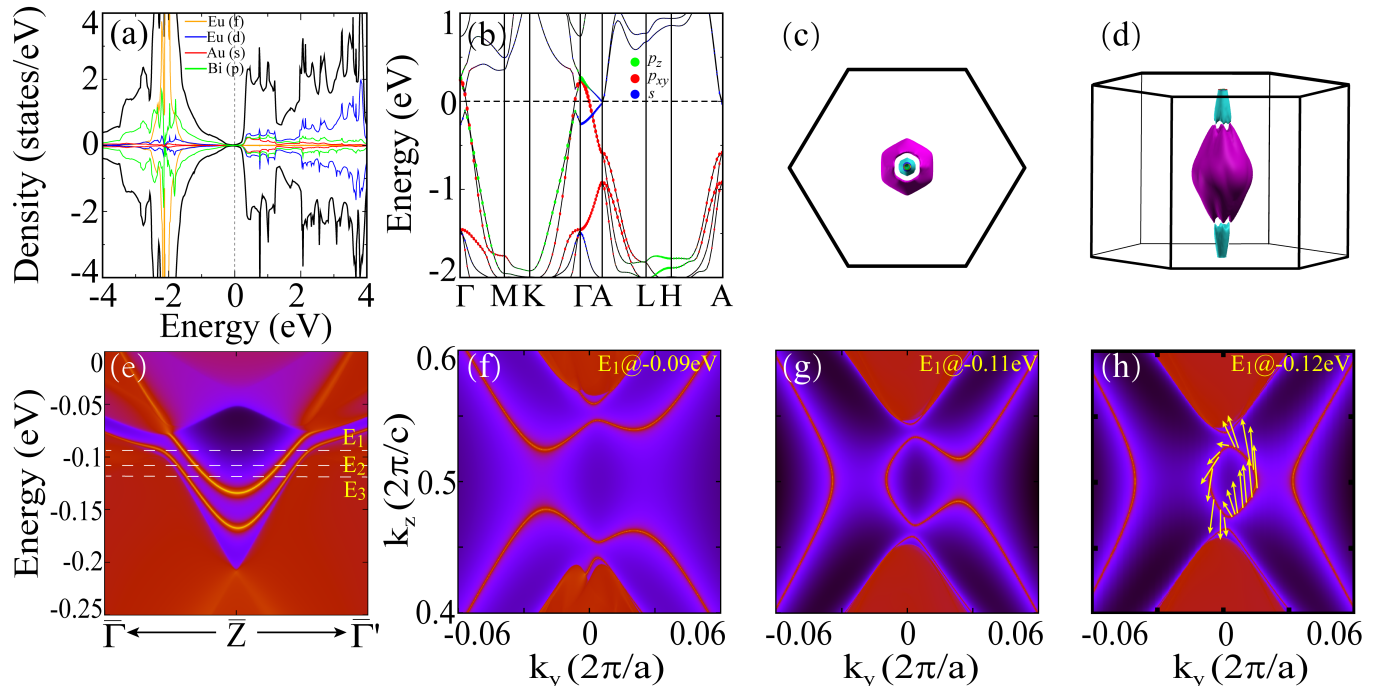 (a)
Eu (f)
Eu (d)
Au (s)
Bi (p)
Density (states/eV)
4
2
0
-2
-4
-4 -2 0 2 4
Energy (eV)
(b)
p_z
p_xy
s
Energy (eV)
0
-1
-2
Γ M K Γ A L H A
(c)
(d)
(e)
Energy (eV)
0
-0.05
-0.1
-0.15
-0.2
-0.25
E₁
E₂
E₃
Γ̅ Z̅ Γ̅'
(f)
E₁@-0.09eV
k_z (2π/c)
0.6
0.5
0.4
-0.06 0 0.06
k_y (2π/a)
(g)
E₁@-0.11eV
-0.06 0 0.06
k_y (2π/a)
(h)
E₁@-0.12eV
-0.06 0 0.06
k_y (2π/a)